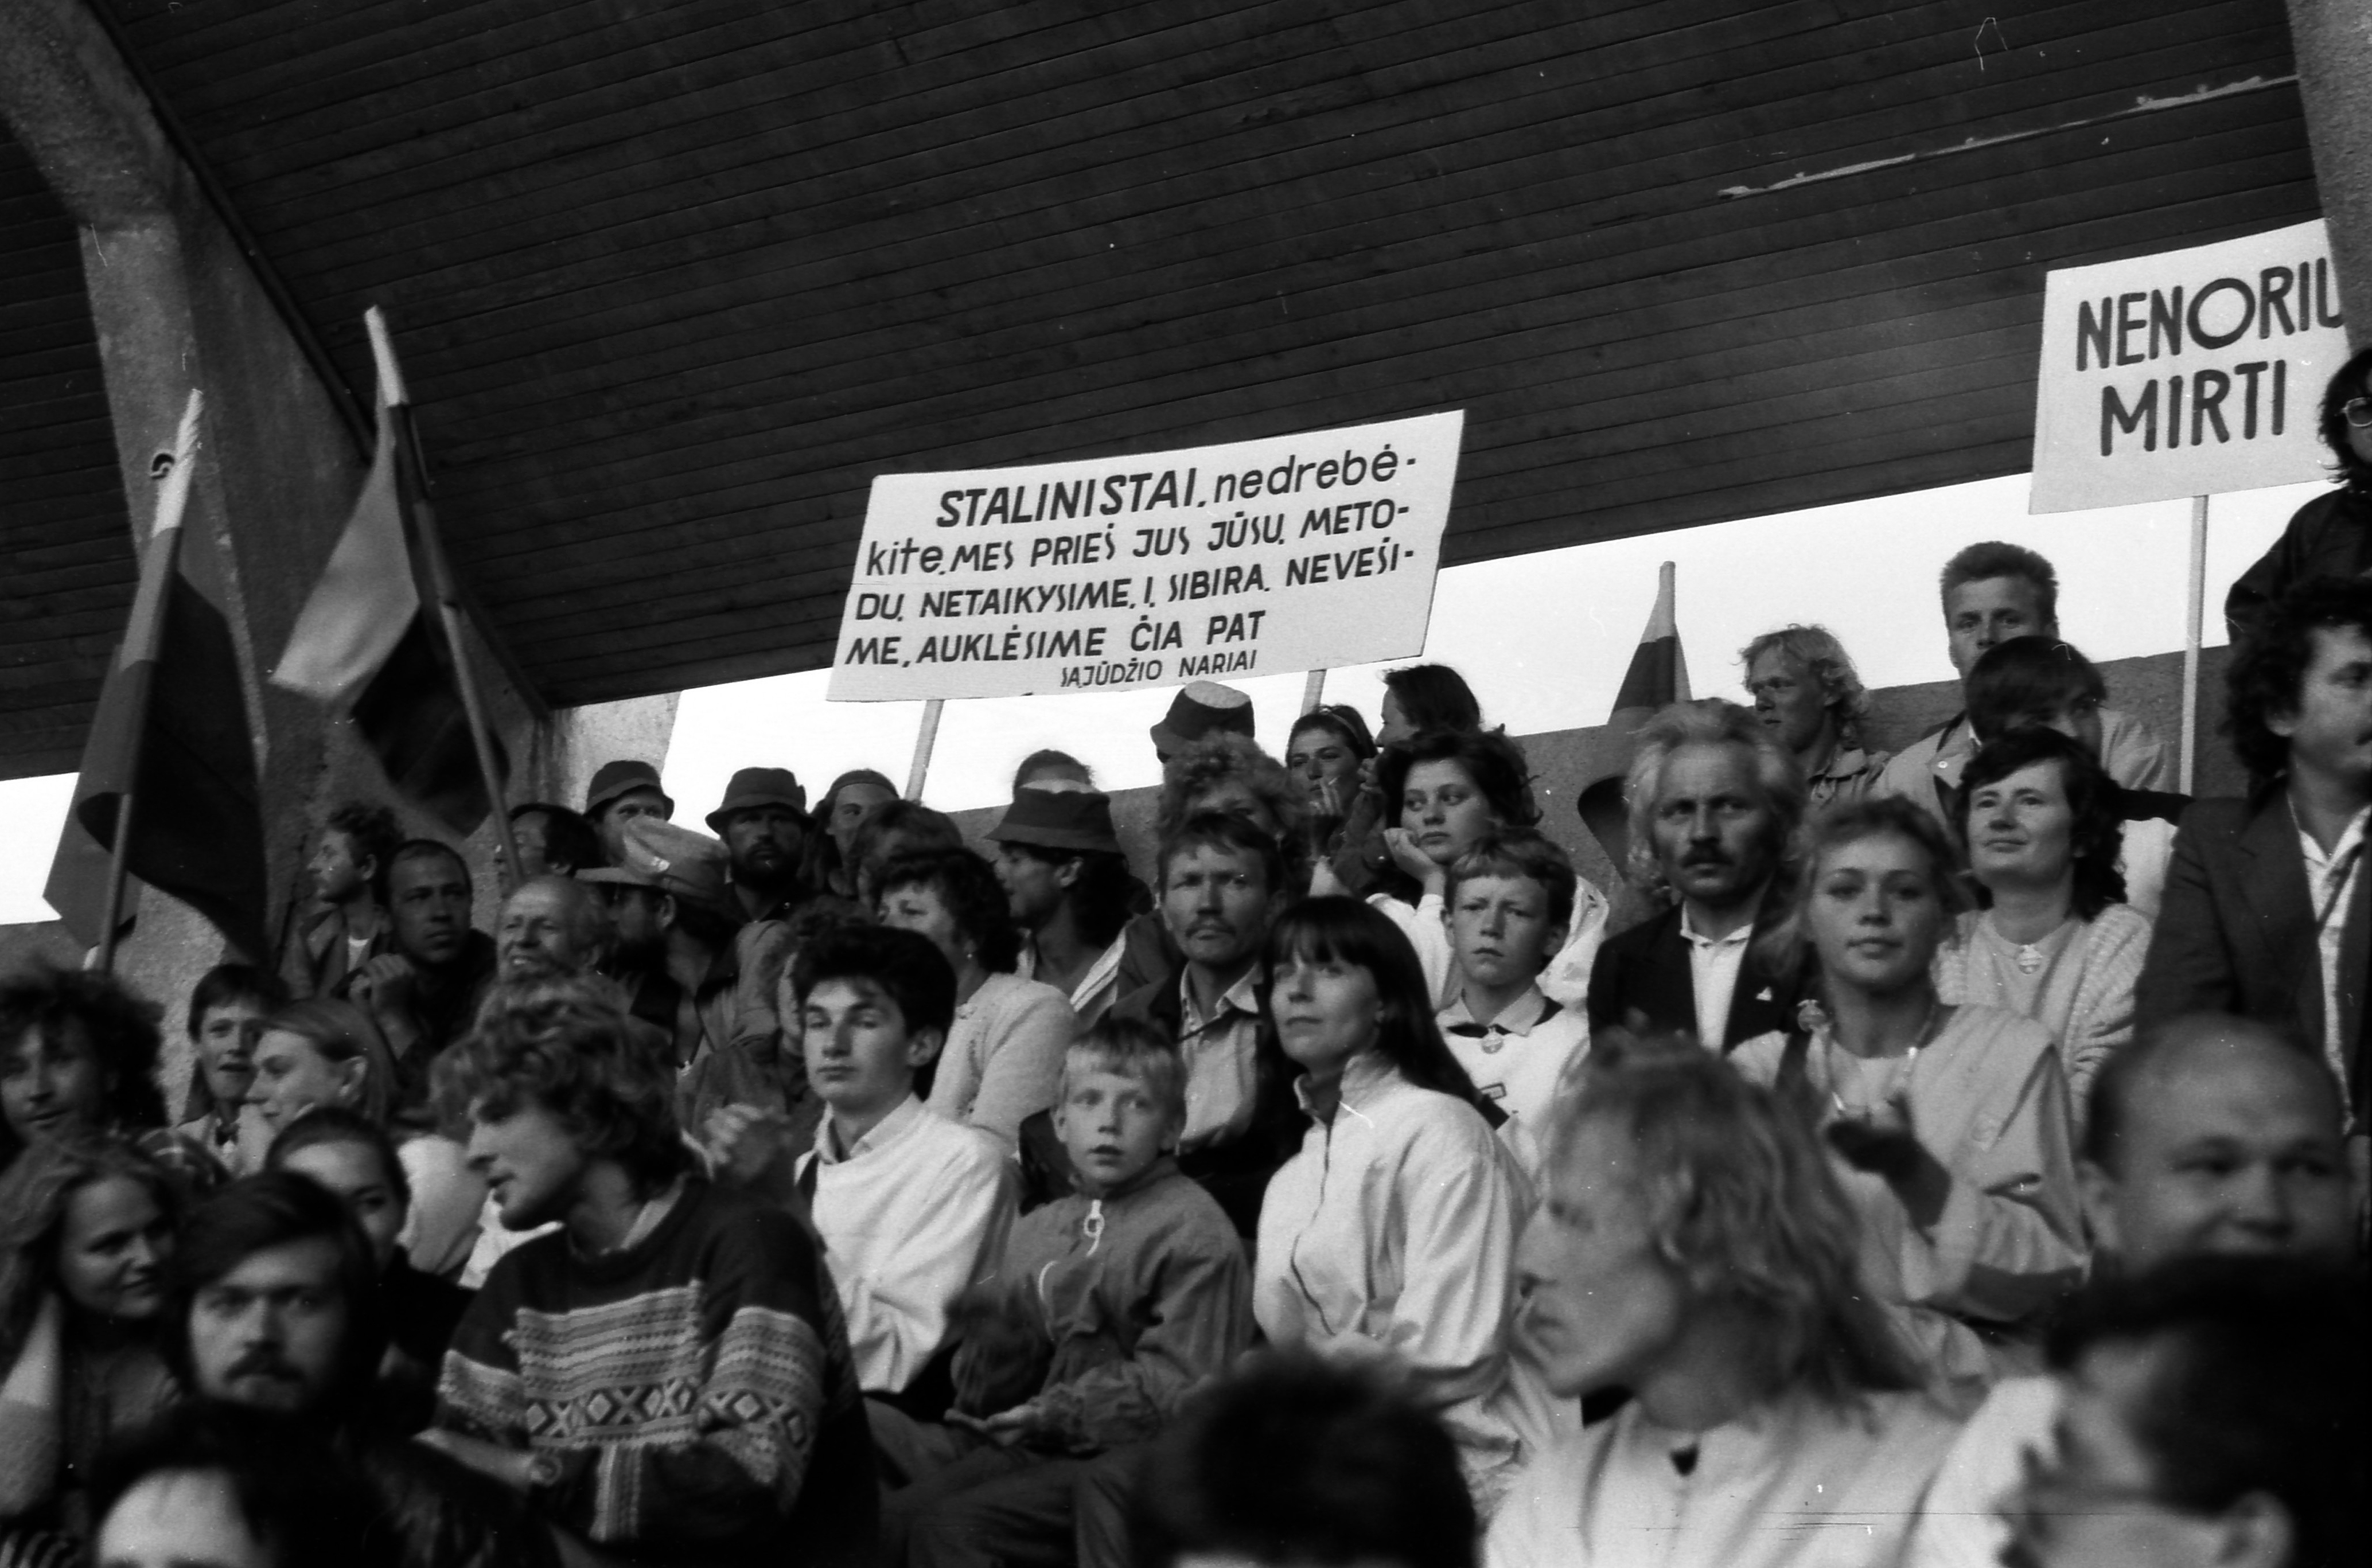 STALINISTAI, nedrebė-
kite. MES PRIEŠ JUS JŪSŲ METO-
DŲ NETAIKYSIME, Į SIBIRĄ NEVEŠI-
ME, AUKLĖSIME ČIA PAT
SĄJŪDŽIO NARIAI
NENORIU
MIRTI